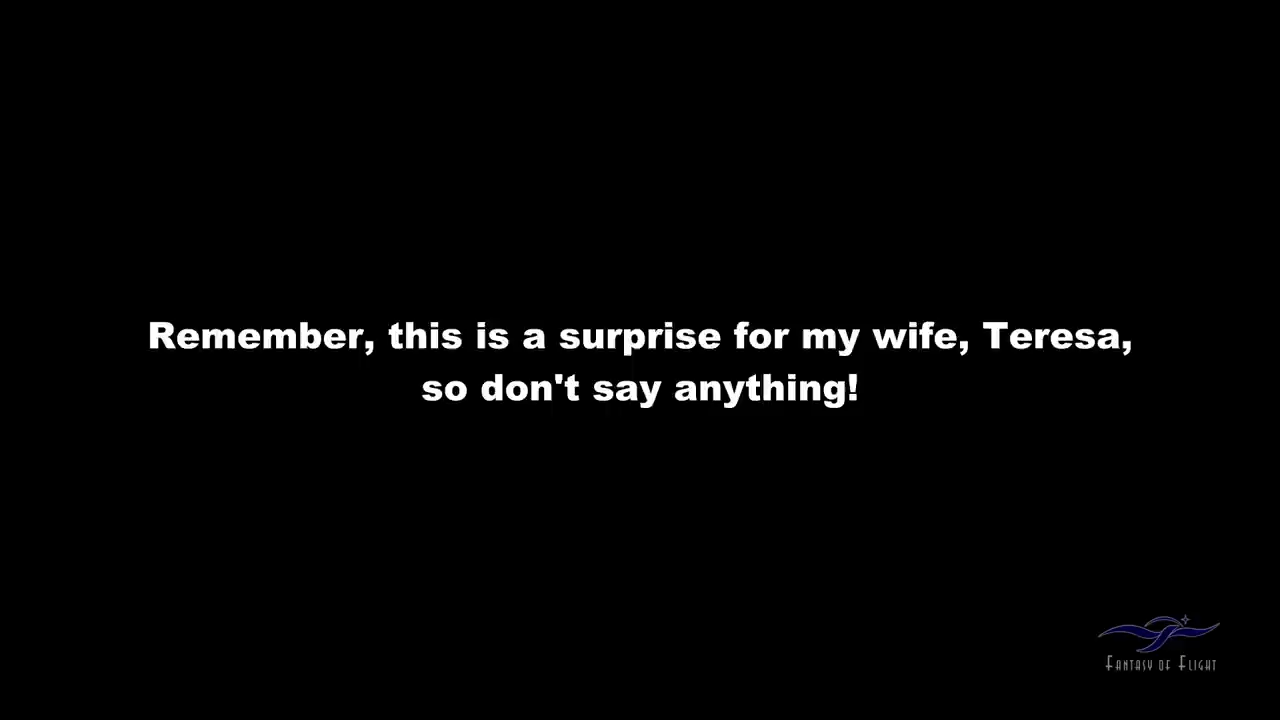 Remember, this is a surprise for my wife, Teresa,
so don't say anything!
FANTASY OF FLIGHT